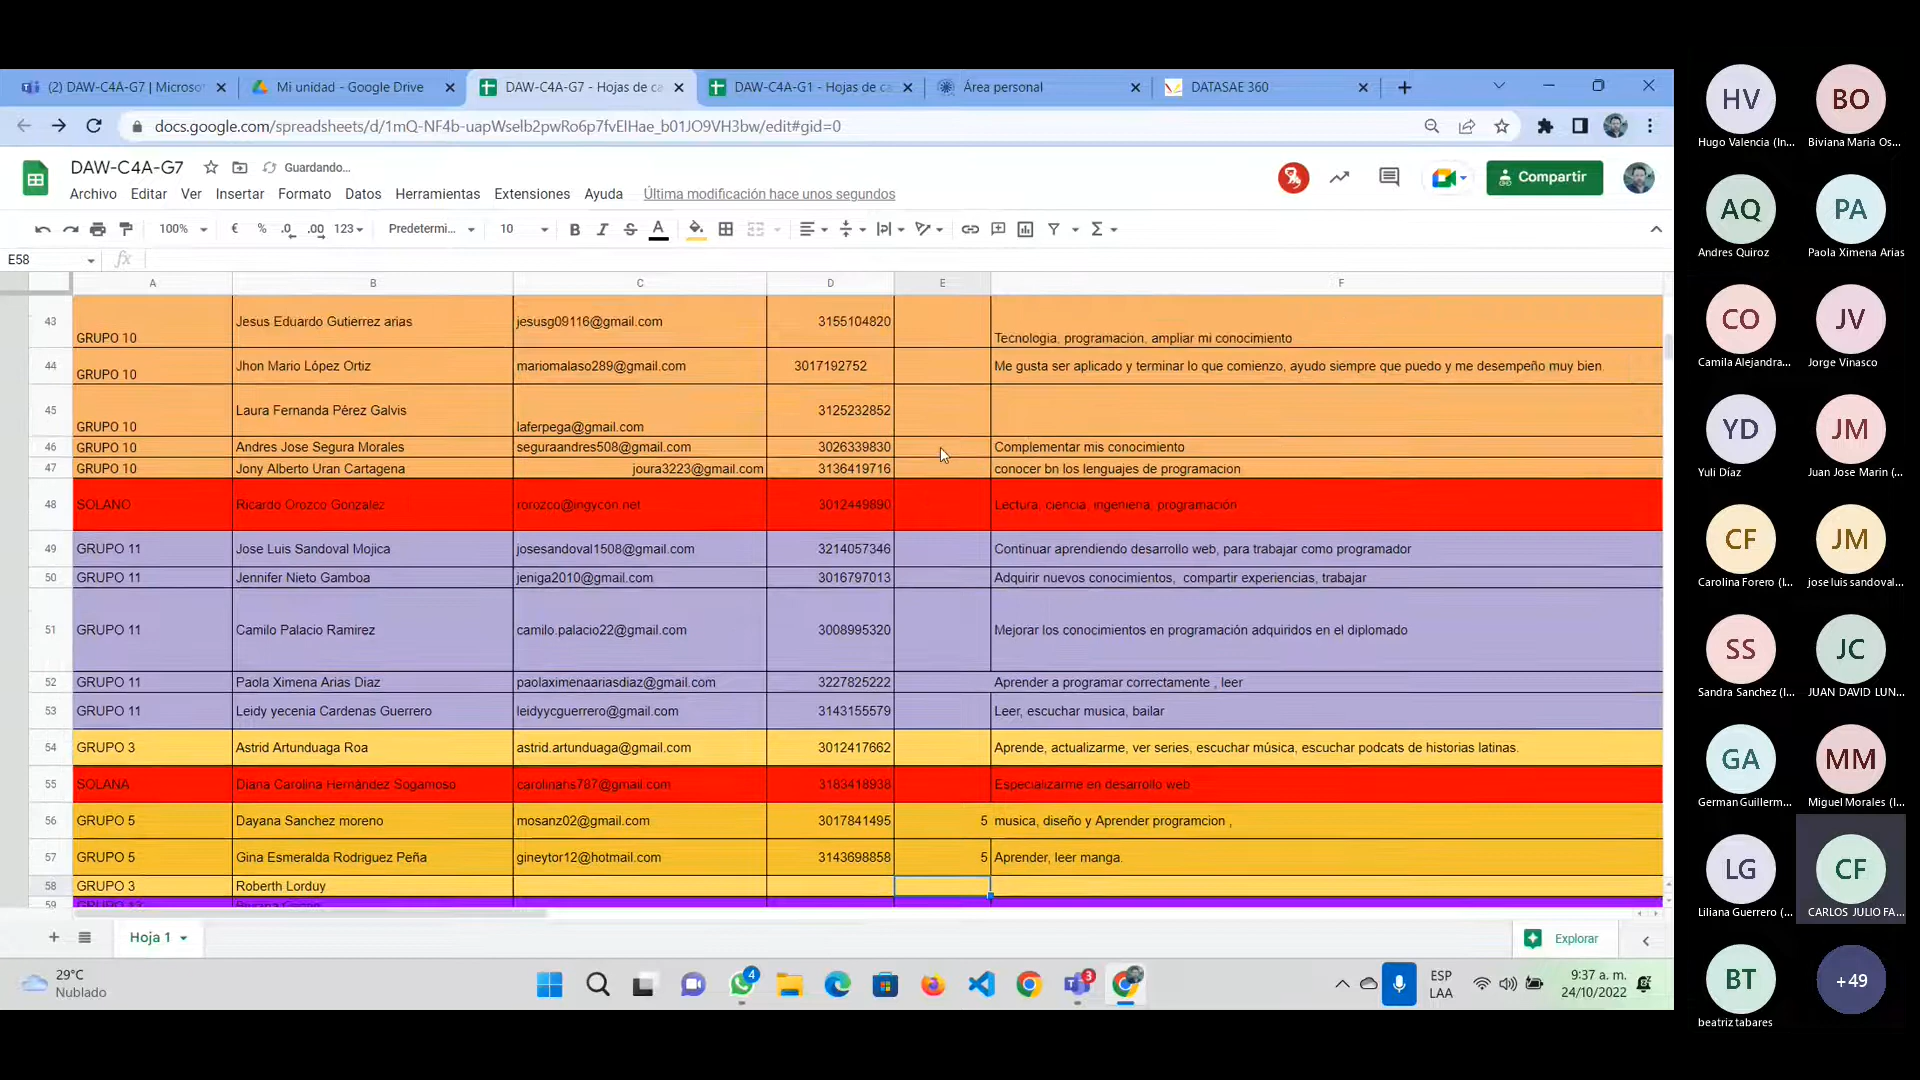 (2) DAW-C4A-G7 | Microsof
Mi unidad - Google Drive
DAW-C4A-G7 - Hojas de ca
DAW-C4A-G1 - Hojas de ca
Área personal
DATASAE 360
docs.google.com/spreadsheets/d/1mQ-NF4b-uapWselb2pwRo6p7fvEIHae_b01JO9VH3bw/edit#gid=0
DAW-C4A-G7
Guardando...
Archivo Editar Ver Insertar Formato Datos Herramientas Extensiones Ayuda Última modificación hace unos segundos
Compartir
100% € % .0 .00 123 Predetermi... 10 B I S A
E58 fx
A B C D E F
43 GRUPO 10 Jesus Eduardo Gutierrez arias jesusg09116@gmail.com 3155104820 Tecnologia, programacion, ampliar mi conocimiento
44 GRUPO 10 Jhon Mario López Ortiz mariomalaso289@gmail.com 3017192752 Me gusta ser aplicado y terminar lo que comienzo, ayudo siempre que puedo y me desempeño muy bien.
45 GRUPO 10 Laura Fernanda Pérez Galvis laferpega@gmail.com 3125232852
46 GRUPO 10 Andres Jose Segura Morales seguraandres508@gmail.com 3026339830 Complementar mis conocimiento
47 GRUPO 10 Jony Alberto Uran Cartagena joura3223@gmail.com 3136419716 conocer bn los lenguajes de programacion
48 SOLANO Ricardo Orozco Gonzalez rorozco@ingycon.net 3012449890 Lectura, ciencia, ingenieria, programación
49 GRUPO 11 Jose Luis Sandoval Mojica josesandoval1508@gmail.com 3214057346 Continuar aprendiendo desarrollo web, para trabajar como programador
50 GRUPO 11 Jennifer Nieto Gamboa jeniga2010@gmail.com 3016797013 Adquirir nuevos conocimientos, compartir experiencias, trabajar
51 GRUPO 11 Camilo Palacio Ramirez camilo.palacio22@gmail.com 3008995320 Mejorar los conocimientos en programación adquiridos en el diplomado
52 GRUPO 11 Paola Ximena Arias Diaz paolaximenaariasdiaz@gmail.com 3227825222 Aprender a programar correctamente , leer
53 GRUPO 11 Leidy yecenia Cardenas Guerrero leidyycguerrero@gmail.com 3143155579 Leer, escuchar musica, bailar
54 GRUPO 3 Astrid Artunduaga Roa astrid.artunduaga@gmail.com 3012417662 Aprende, actualizarme, ver series, escuchar música, escuchar podcats de historias latinas.
55 SOLANA Diana Carolina Hernández Sogamoso carolinahs787@gmail.com 3183418938 Especializarme en desarrollo web
56 GRUPO 5 Dayana Sanchez moreno mosanz02@gmail.com 3017841495 5 musica, diseño y Aprender programcion ,
57 GRUPO 5 Gina Esmeralda Rodriguez Peña gineytor12@hotmail.com 3143698858 5 Aprender, leer manga.
58 GRUPO 3 Roberth Lorduy
59 GRUPO 13
Hoja 1
Explorar
29°C
Nublado
4
3
ESP
LAA
9:37 a. m.
24/10/2022
HV BO
Hugo Valencia (In... Biviana Maria Os...
AQ PA
Andres Quiroz Paola Ximena Arias
CO JV
Camila Alejandra... Jorge Vinasco
YD JM
Yuli Díaz Juan Jose Marin (...
CF JM
Carolina Forero (I... jose luis sandoval...
SS JC
Sandra Sanchez (I... JUAN DAVID LUN...
GA MM
German Guillerm... Miguel Morales (I...
LG CF
Liliana Guerrero (... CARLOS JULIO FA...
BT +49
beatriz tabares